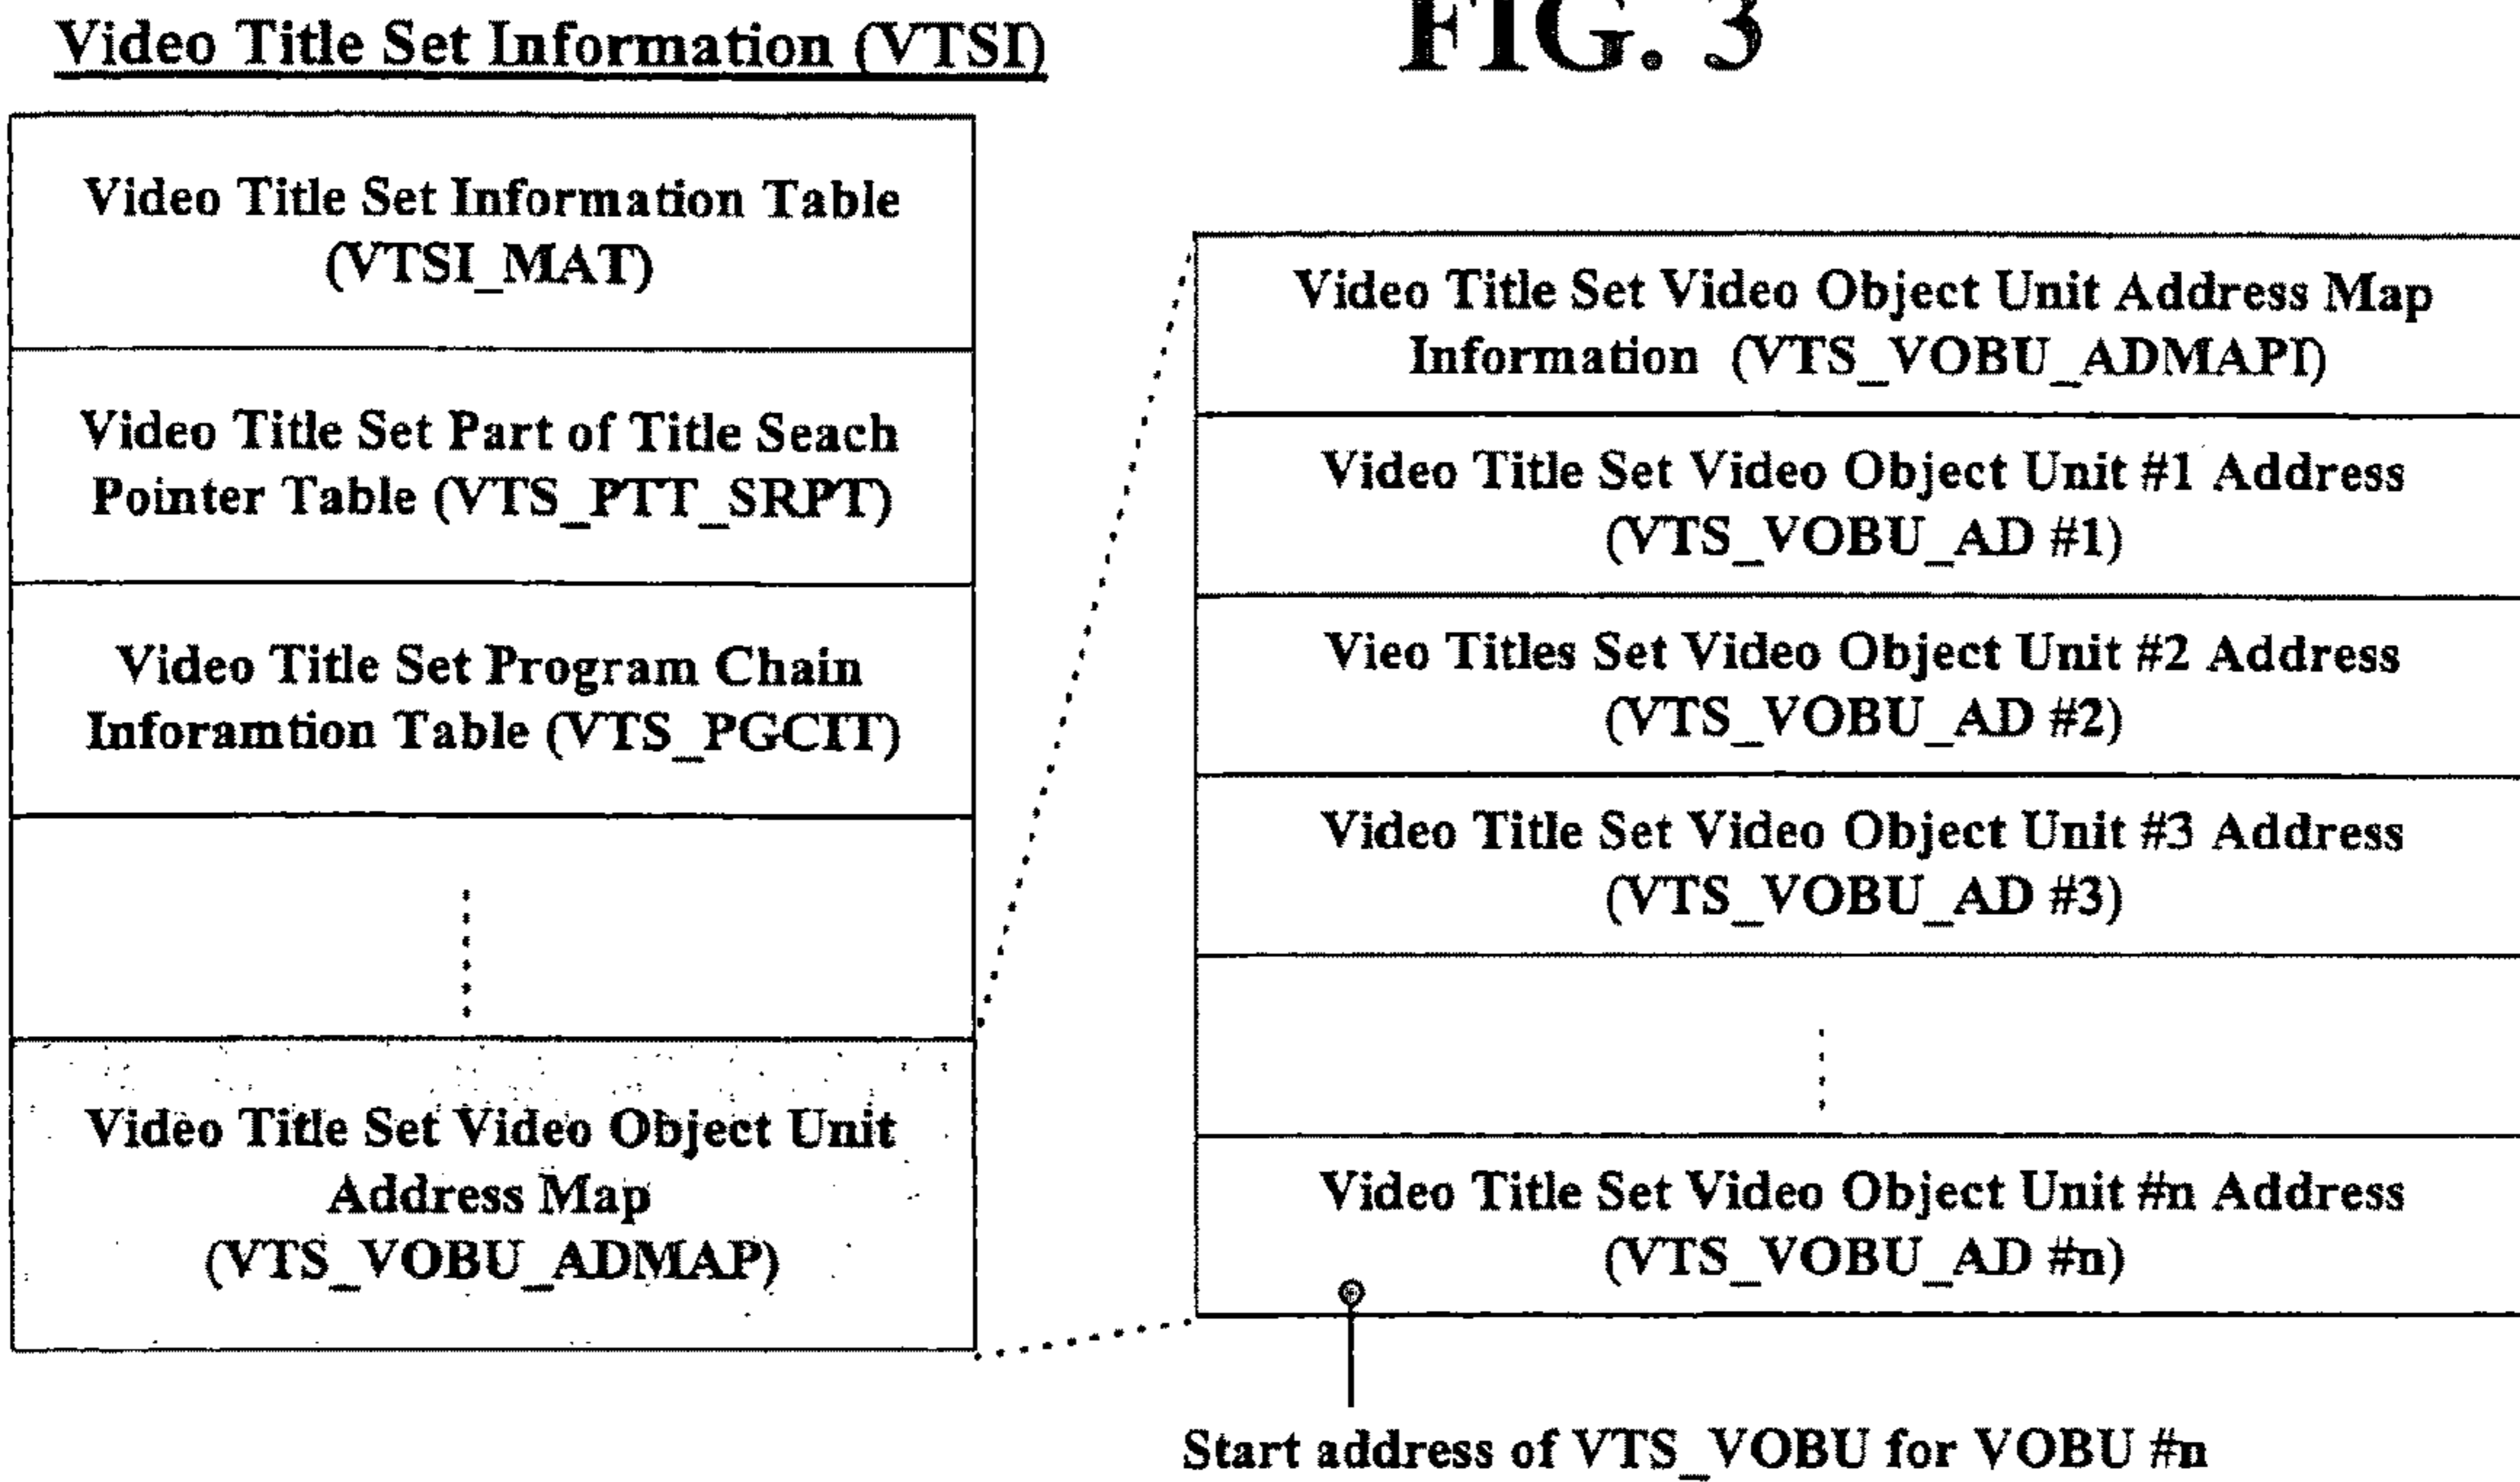 FIG. 3
Video Title Set Information (VTSI)
Video Title Set Information Table
(VTSI_MAT)
Video Title Set Part of Title Seach
Pointer Table (VTS_PTT_SRPT)
Video Title Set Program Chain
Inforamtion Table (VTS_PGCIT)
Video Title Set Video Object Unit
Address Map
(VTS_VOBU_ADMAP)
Video Title Set Video Object Unit Address Map
Information (VTS_VOBU_ADMAPI)
Video Title Set Video Object Unit #1 Address
(VTS_VOBU_AD #1)
Vieo Titles Set Video Object Unit #2 Address
(VTS_VOBU_AD #2)
Video Title Set Video Object Unit #3 Address
(VTS_VOBU_AD #3)
Video Title Set Video Object Unit #n Address
(VTS_VOBU_AD #n)
Start address of VTS_VOBU for VOBU #n